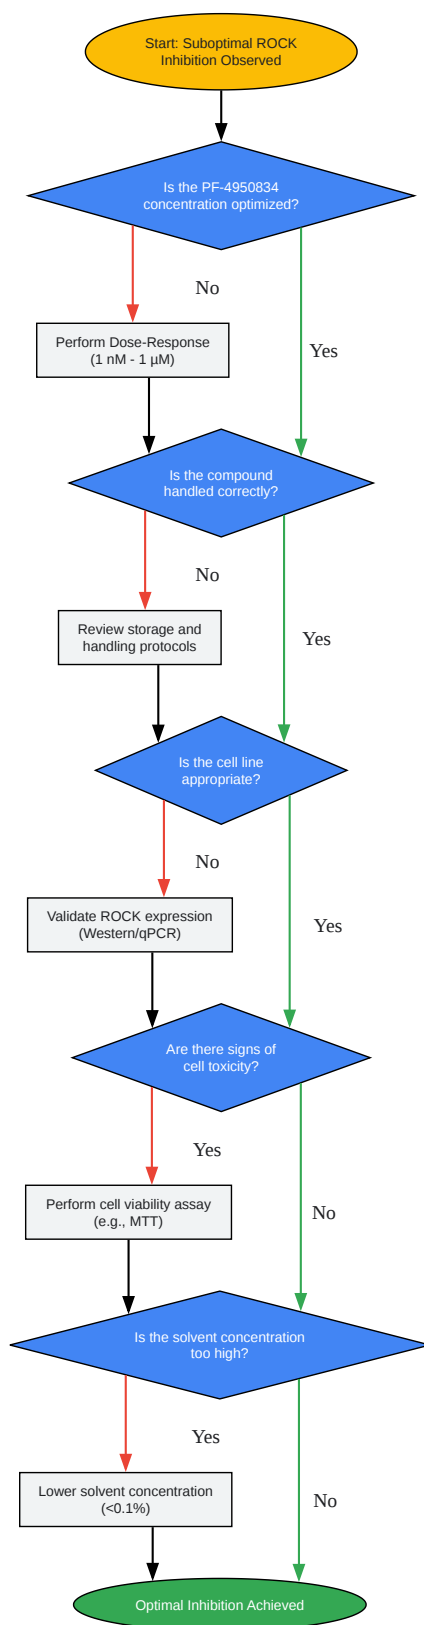 Start: Suboptimal ROCK
Inhibition Observed
Is the PF-4950834
concentration optimized?
No
Perform Dose-Response
(1 nM - 1 µM)
Yes
Is the compound
handled correctly?
No
Review storage and
handling protocols
Yes
Is the cell line
appropriate?
No
Validate ROCK expression
(Western/qPCR)
Yes
Are there signs of
cell toxicity?
Yes
Perform cell viability assay
(e.g., MTT)
No
Is the solvent concentration
too high?
Yes
Lower solvent concentration
(<0.1%)
No
Optimal Inhibition Achieved